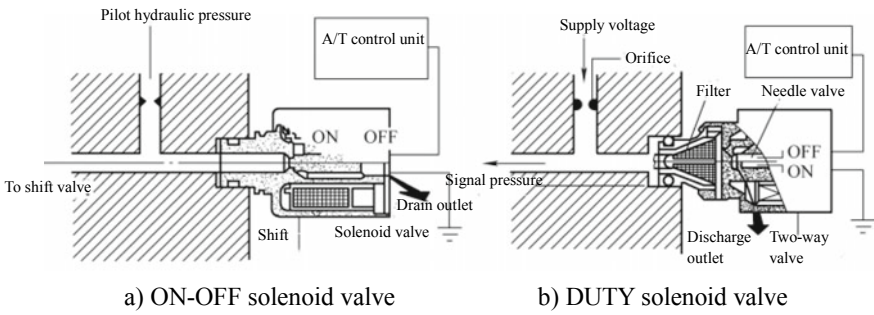 Pilot hydraulic pressure
A/T control unit
ON
OFF
To shift valve
Drain outlet
Shift
Solenoid valve
a) ON-OFF solenoid valve
Supply voltage
Orifice
A/T control unit
Filter
Needle valve
OFF
ON
Signal pressure
Discharge
outlet
Two-way
valve
b) DUTY solenoid valve